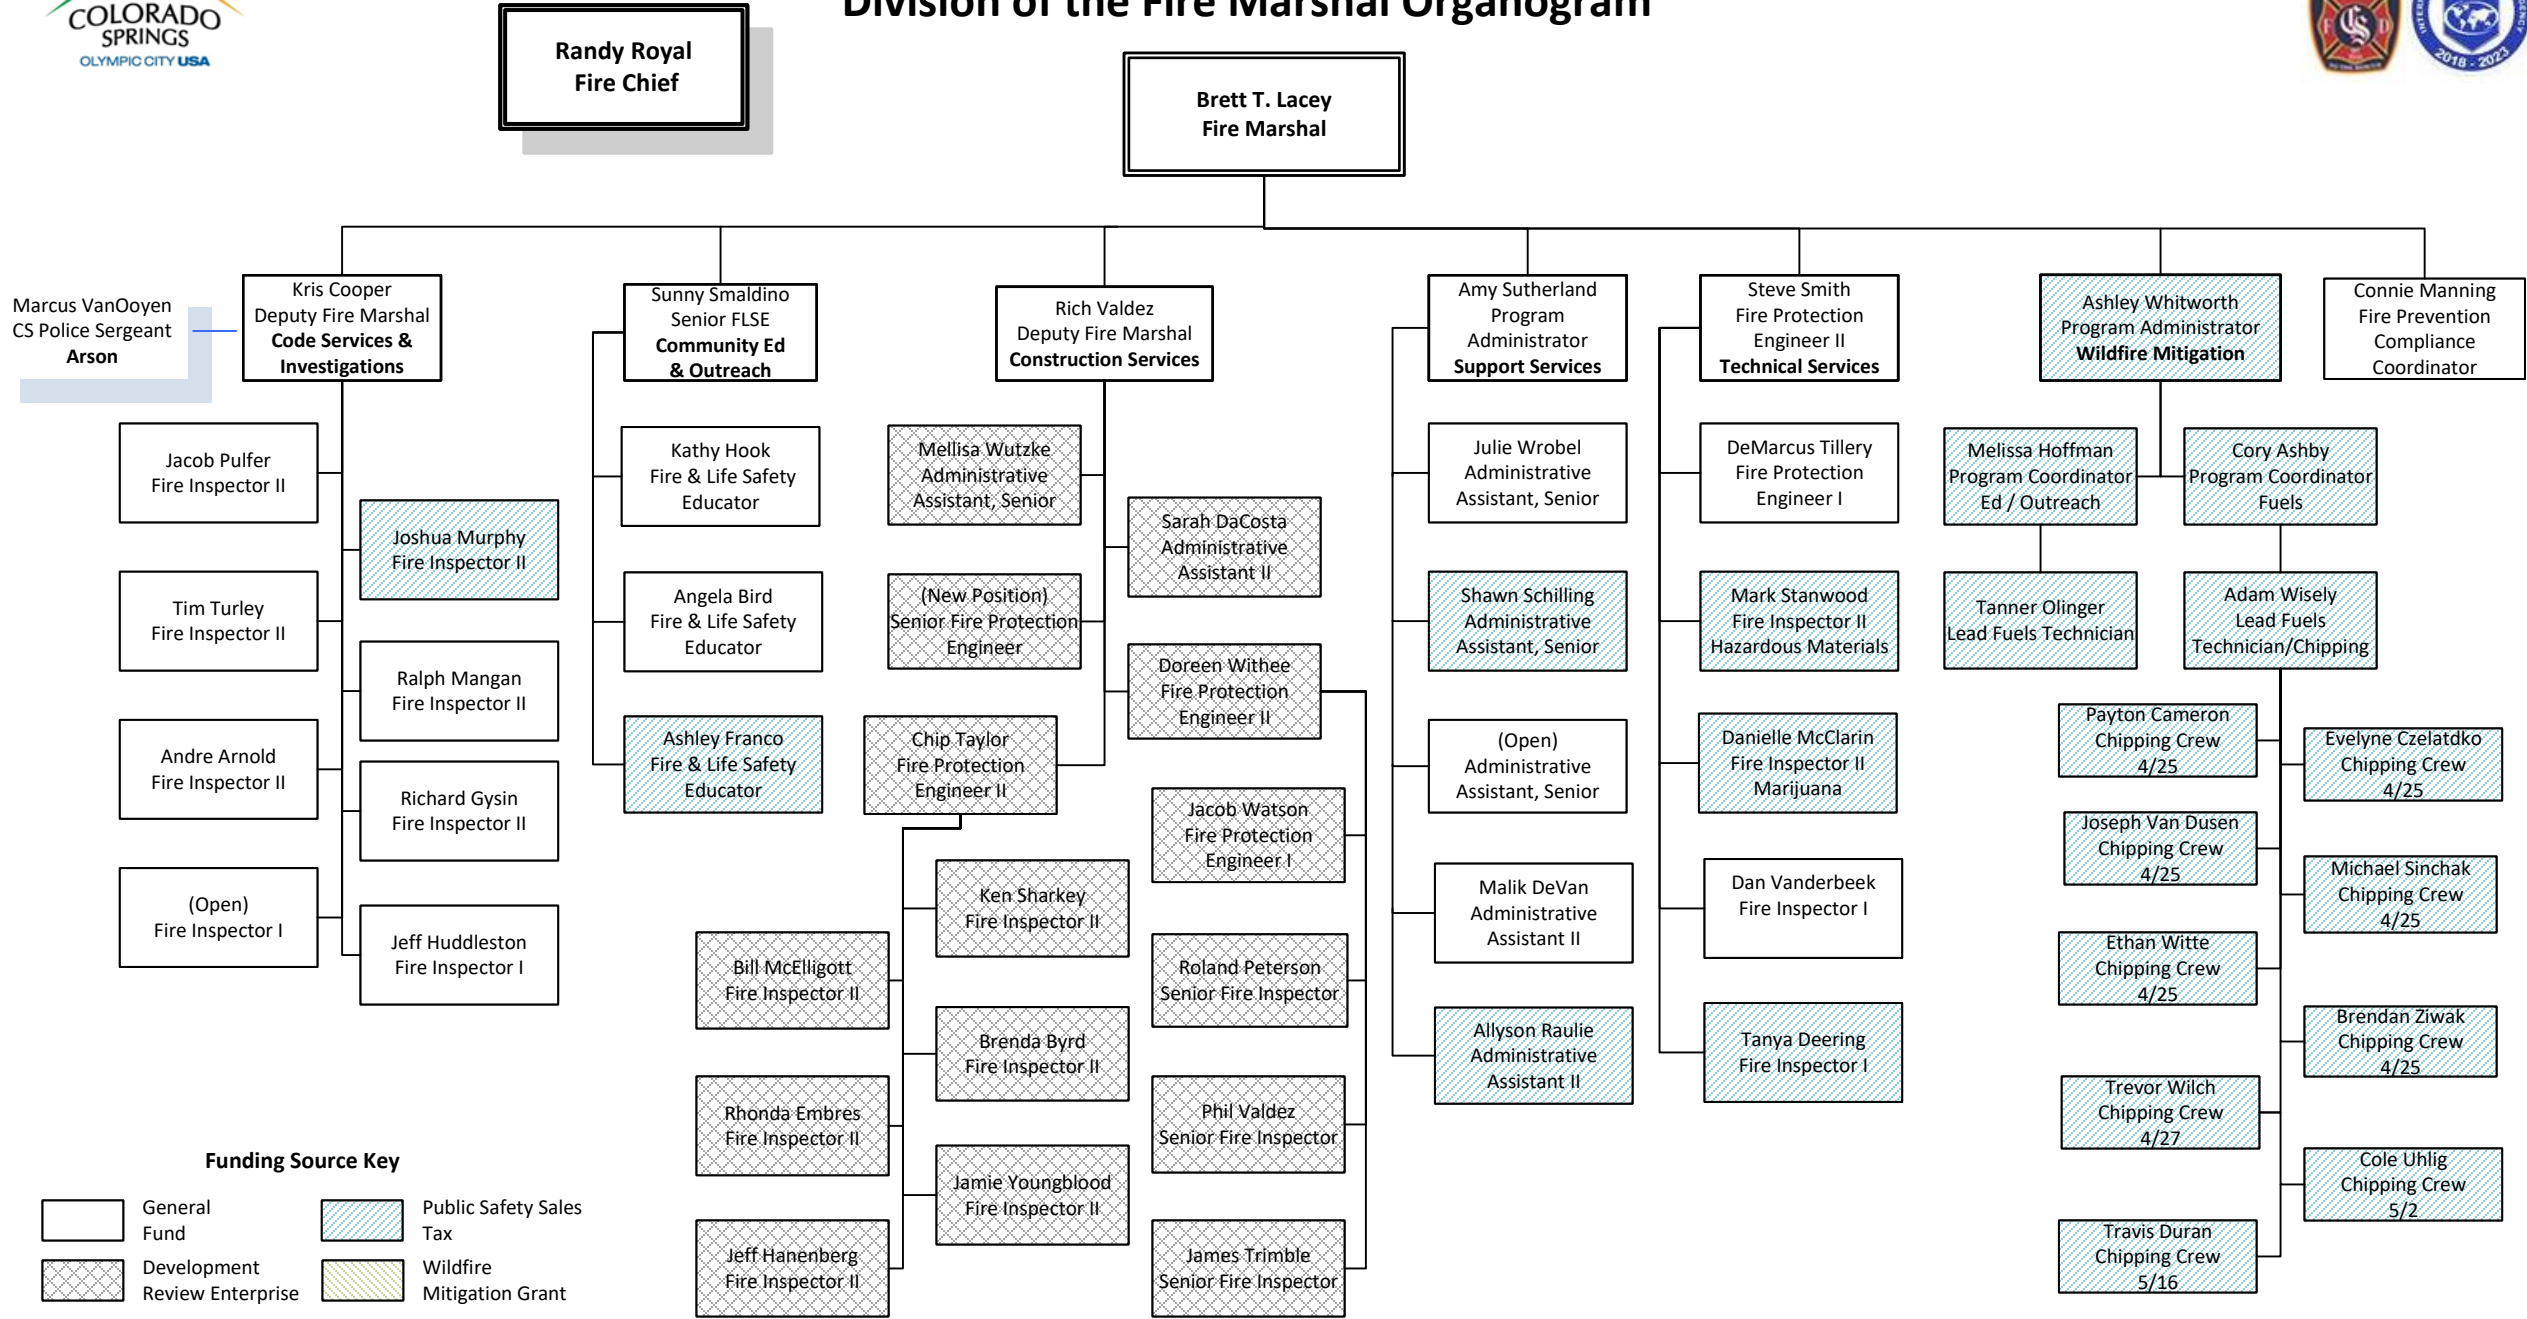 Division of the Fire Marshal Organogram
COLORADO
SPRINGS
OLYMPIC CITY USA
Randy Royal
Fire Chief
Brett T. Lacey
Fire Marshal
F
D
2018 - 2023
Marcus VanOoyen
CS Police Sergeant
Arson
Kris Cooper
Deputy Fire Marshal
Code Services &
Investigations
Jacob Pulfer
Fire Inspector II
Joshua Murphy
Fire Inspector II
Tim Turley
Fire Inspector II
Ralph Mangan
Fire Inspector II
Andre Arnold
Fire Inspector II
Richard Gysin
Fire Inspector II
(Open)
Fire Inspector I
Jeff Huddleston
Fire Inspector I
Sunny Smaldino
Senior FLSE
Community Ed
& Outreach
Kathy Hook
Fire & Life Safety
Educator
Angela Bird
Fire & Life Safety
Educator
Ashley Franco
Fire & Life Safety
Educator
Rich Valdez
Deputy Fire Marshal
Construction Services
Mellisa Wutzke
Administrative
Assistant, Senior
Sarah DaCosta
Administrative
Assistant II
(New Position)
Senior Fire Protection
Engineer
Doreen Withee
Fire Protection
Engineer II
Chip Taylor
Fire Protection
Engineer II
Ken Sharkey
Fire Inspector II
Bill McElligott
Fire Inspector II
Brenda Byrd
Fire Inspector II
Rhonda Embres
Fire Inspector II
Jamie Youngblood
Fire Inspector II
Jeff Hanenberg
Fire Inspector II
Jacob Watson
Fire Protection
Engineer I
Roland Peterson
Senior Fire Inspector
Phil Valdez
Senior Fire Inspector
James Trimble
Senior Fire Inspector
Amy Sutherland
Program
Administrator
Support Services
Julie Wrobel
Administrative
Assistant, Senior
Shawn Schilling
Administrative
Assistant, Senior
(Open)
Administrative
Assistant, Senior
Malik DeVan
Administrative
Assistant II
Allyson Raulie
Administrative
Assistant II
Steve Smith
Fire Protection
Engineer II
Technical Services
DeMarcus Tillery
Fire Protection
Engineer I
Mark Stanwood
Fire Inspector II
Hazardous Materials
Danielle McClarin
Fire Inspector II
Marijuana
Dan Vanderbeek
Fire Inspector I
Tanya Deering
Fire Inspector I
Ashley Whitworth
Program Administrator
Wildfire Mitigation
Melissa Hoffman
Program Coordinator
Ed / Outreach
Cory Ashby
Program Coordinator
Fuels
Tanner Olinger
Lead Fuels Technician
Adam Wisely
Lead Fuels
Technician/Chipping
Payton Cameron
Chipping Crew
4/25
Evelyne Czelatdko
Chipping Crew
4/25
Joseph Van Dusen
Chipping Crew
4/25
Michael Sinchak
Chipping Crew
4/25
Ethan Witte
Chipping Crew
4/25
Brendan Ziwak
Chipping Crew
4/25
Trevor Wilch
Chipping Crew
4/27
Cole Uhlig
Chipping Crew
5/2
Travis Duran
Chipping Crew
5/16
Connie Manning
Fire Prevention
Compliance
Coordinator
Funding Source Key
General
Fund
Public Safety Sales
Tax
Development
Review Enterprise
Wildfire
Mitigation Grant